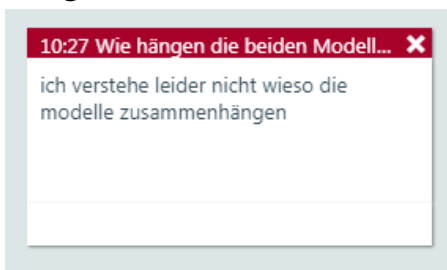 10:27 Wie hängen die beiden Modell...
ich verstehe leider nicht wieso die
modelle zusammenhängen